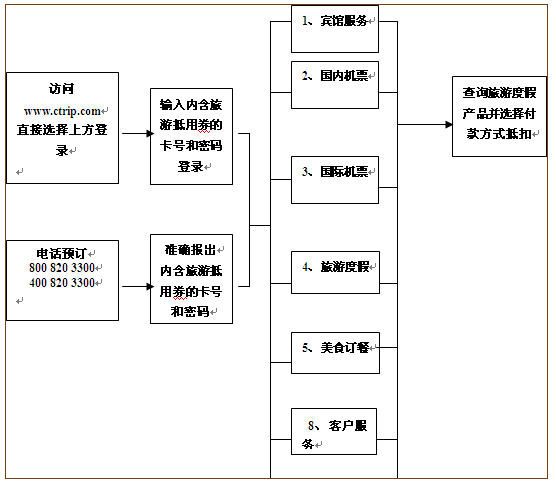 访问
www.ctrip.com
直接选择上方登
录
输入内含旅
游抵用券的
卡号和密码
登录
电话预订
800 820 3300
400 820 3300
准确报出
内含旅游抵
用券的卡号
和密码
1、宾馆服务
2、国内机票
3、国际机票
4、旅游度假
5、美食订餐
8、客户服
务
查询旅游度假
产品并选择付
款方式抵扣